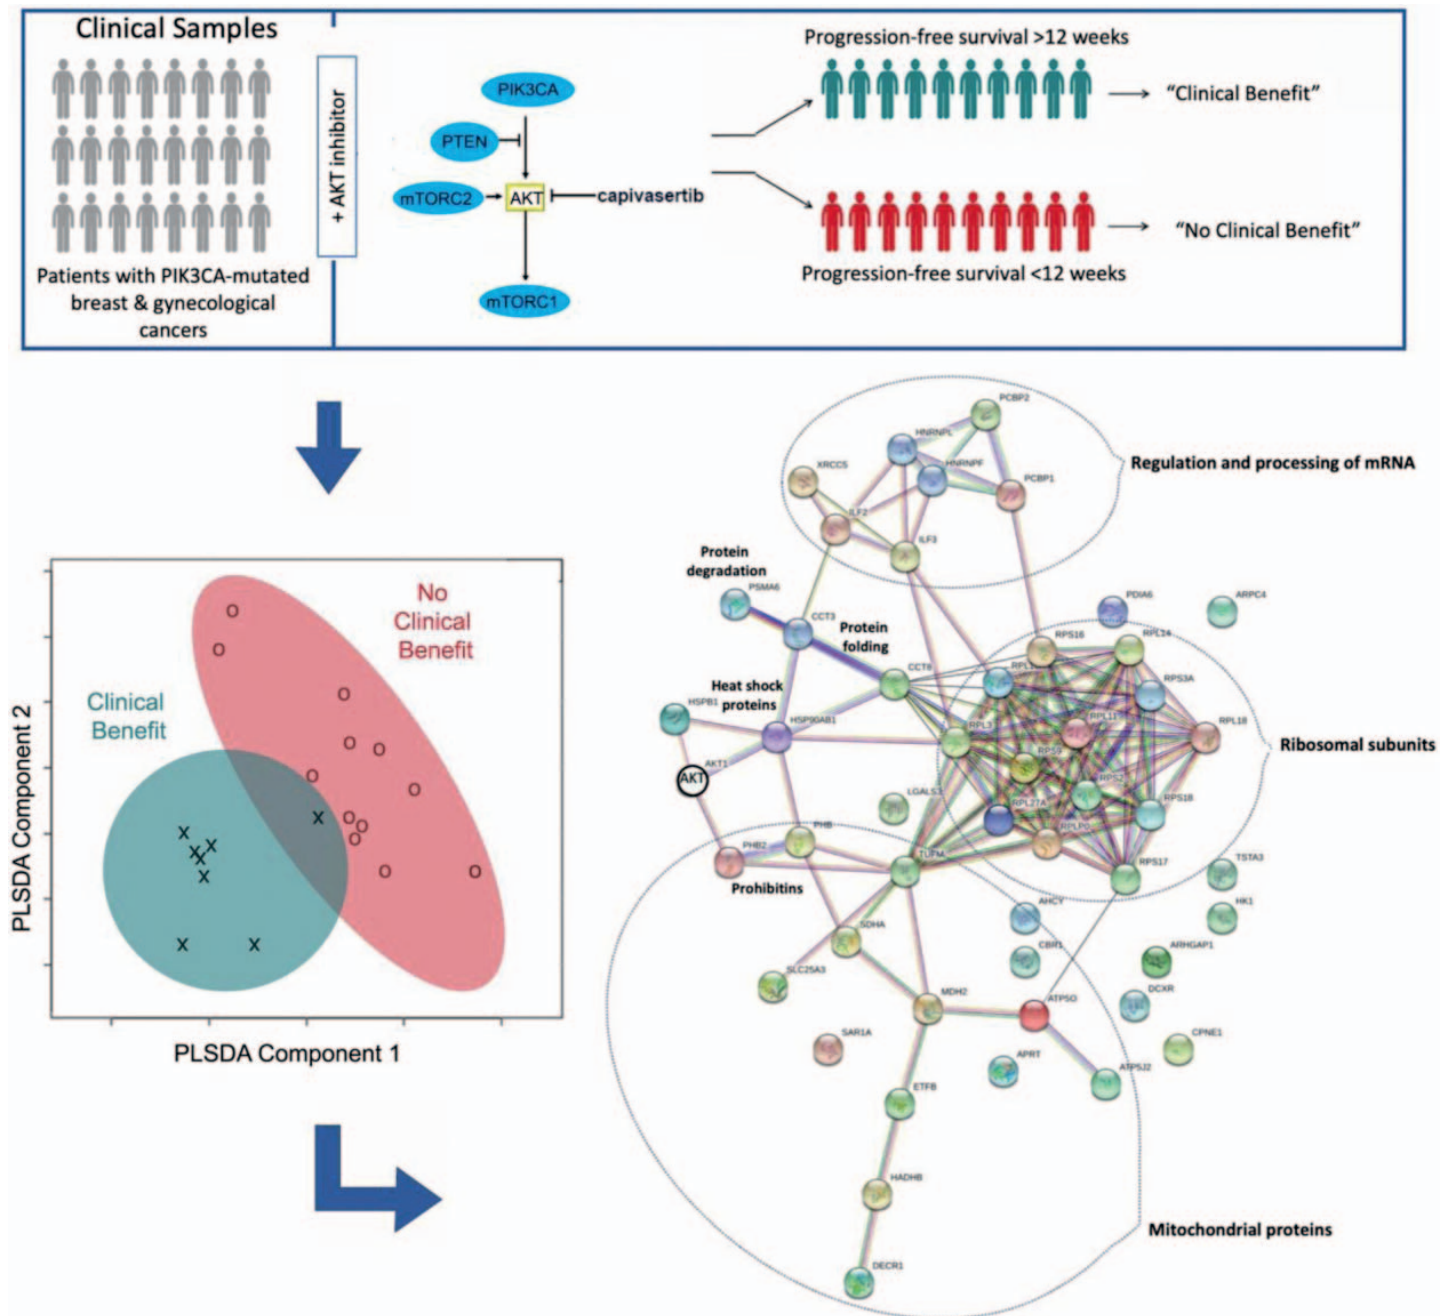 Clinical Samples
Patients with PIK3CA-mutated
breast & gynecological
cancers
+ AKT inhibitor
PIK3CA
PTEN
mTORC2
AKT
capivasertib
mTORC1
Progression-free survival >12 weeks
“Clinical Benefit”
“No Clinical Benefit”
Progression-free survival <12 weeks
No
Clinical
Benefit
Clinical
Benefit
PLSDA Component 2
PLSDA Component 1
PCBP2
HNRNPL
Regulation and processing of mRNA
XRCC5
HNRNPF
PCBP1
ILF2
ILF3
Protein
degradation
PSMA6
CCT3
Protein
folding
PDIA6
ARPC4
RPS16
RPL14
CCT8
RPS3A
Heat shock
proteins
HSPB1
HSP90AB1
RPL3
RPL11
RPL18
Ribosomal subunits
AKT1
AKT
RPS9
RPS2
LGALS3
RPL27A
RPS18
PHB
RPLP0
PHB2
TUFM
RPS17
TSTA3
Prohibitins
AHCY
HK1
SDHA
CBR1
ARHGAP1
SLC25A3
MDH2
ATP5O
DCXR
SAR1A
APRT
CPNE1
ATP5J2
ETFB
HADHB
Mitochondrial proteins
DECR1